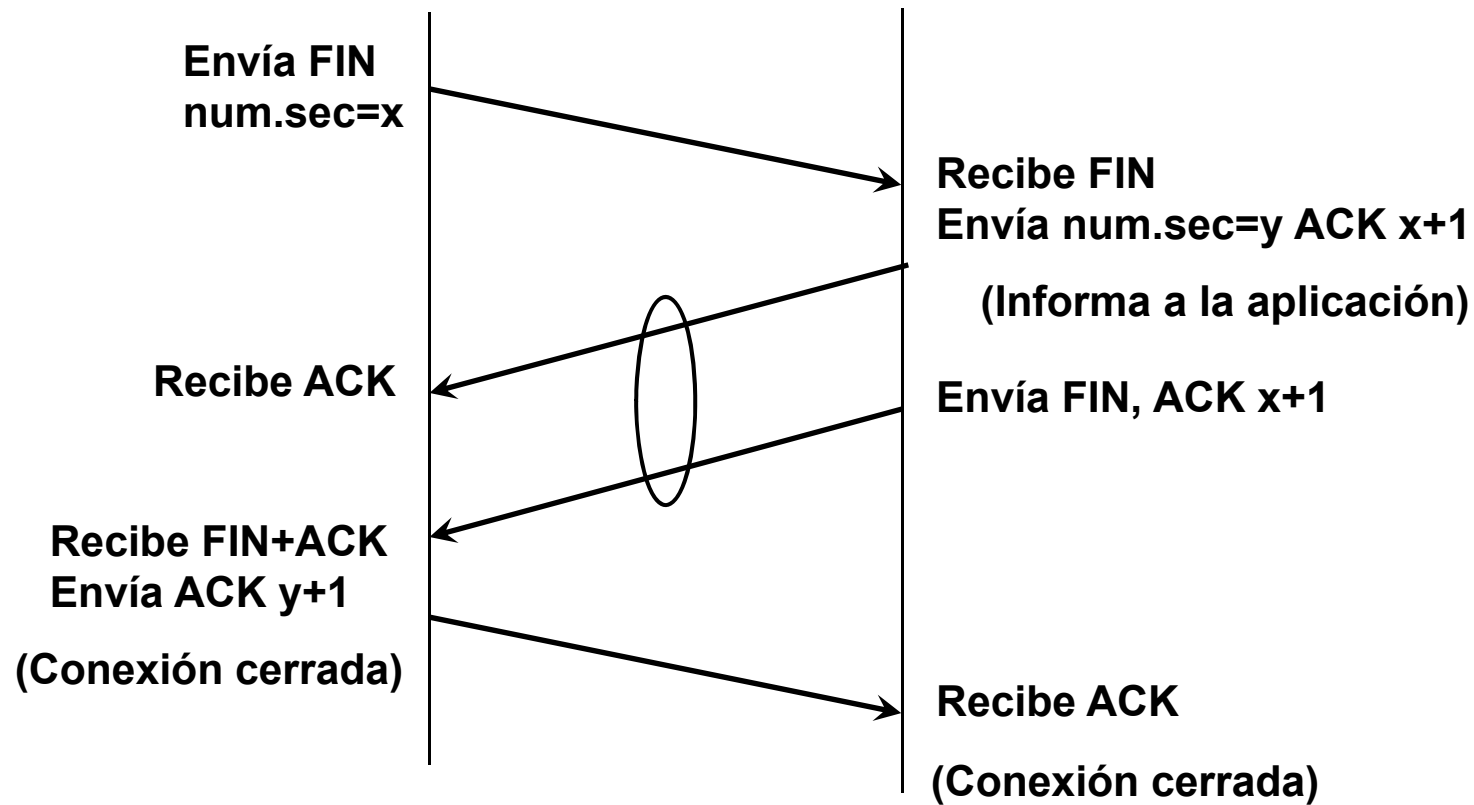 Envía FIN
num.sec=x
Recibe FIN
Envía num.sec=y ACK x+1
(Informa a la aplicación)
Recibe ACK
Envía FIN, ACK x+1
Recibe FIN+ACK
Envía ACK y+1
(Conexión cerrada)
Recibe ACK
(Conexión cerrada)